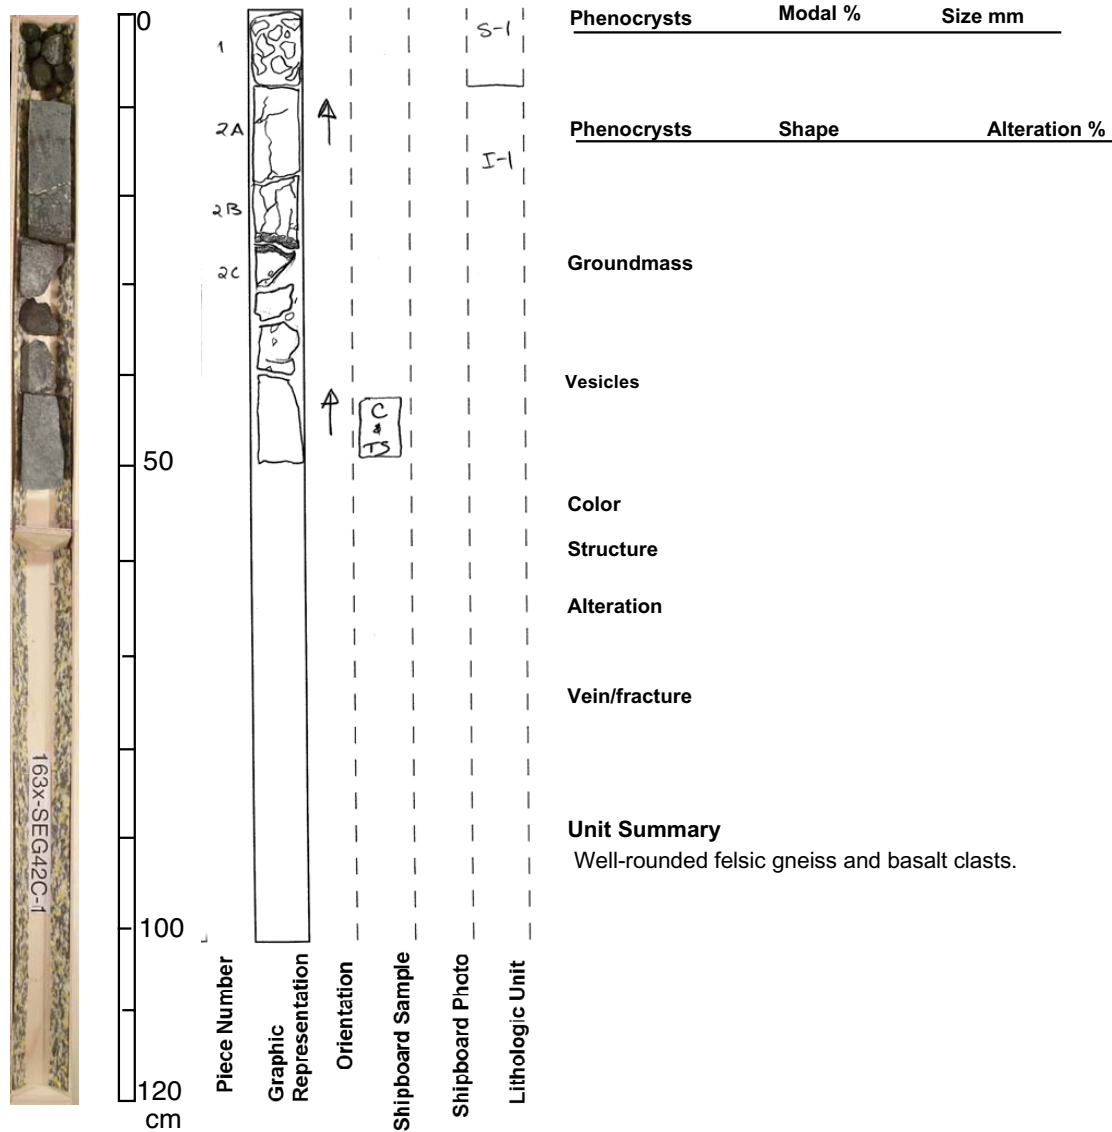 0
50
100
120
cm
163x-SEG42C-1
1
2A
2B
2C
C
&
TS
S-1
I-1
Piece Number
Graphic
Representation
Orientation
Shipboard Sample
Shipboard Photo
Lithologic Unit
Phenocrysts Modal % Size mm
Phenocrysts Shape Alteration %
Groundmass
Vesicles
Color
Structure
Alteration
Vein/fracture
Unit Summary
Well-rounded felsic gneiss and basalt clasts.